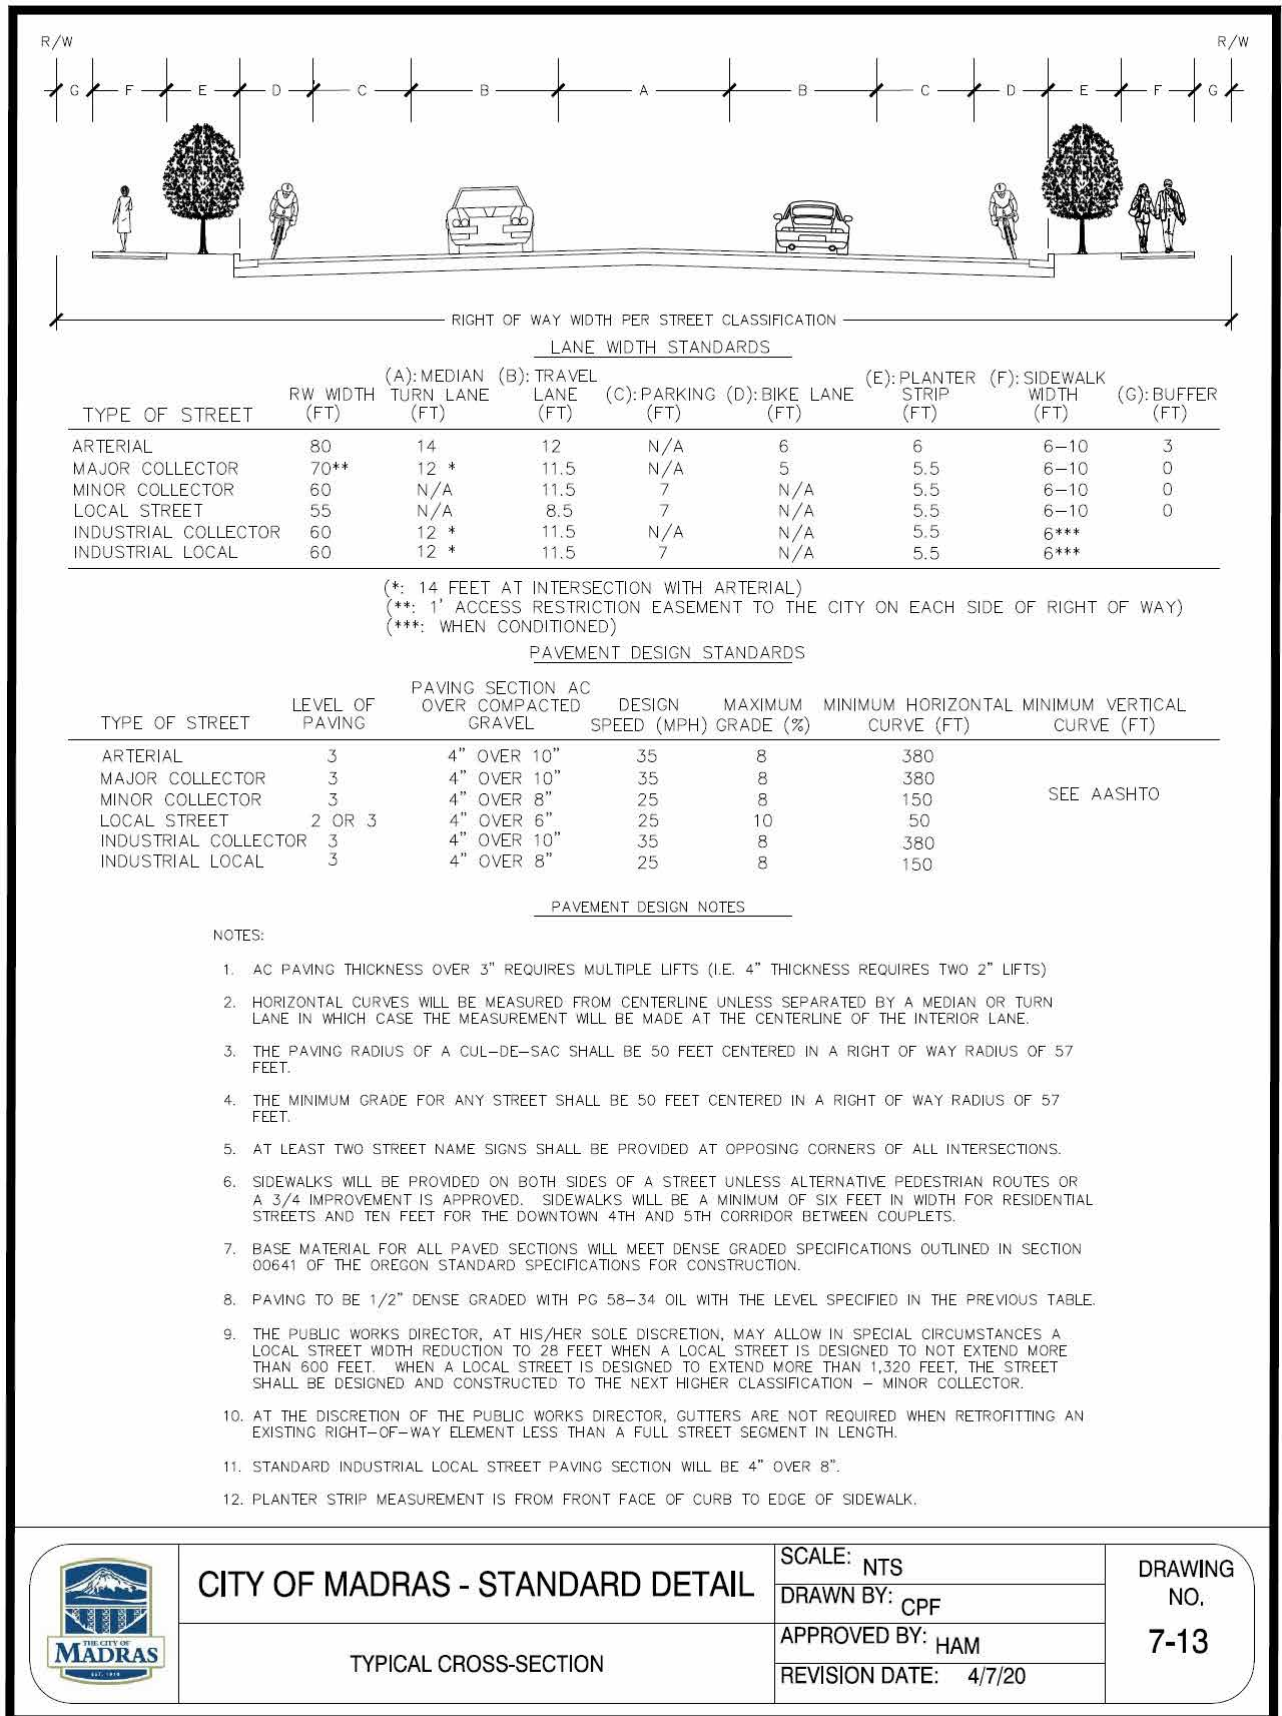 R/W R/W
G F E D C B A B C D E F G
RIGHT OF WAY WIDTH PER STREET CLASSIFICATION
LANE WIDTH STANDARDS
TYPE OF STREET RW WIDTH (FT) (A): MEDIAN TURN LANE (FT) (B): TRAVEL LANE (FT) (C): PARKING (FT) (D): BIKE LANE (FT) (E): PLANTER STRIP (FT) (F): SIDEWALK WIDTH (FT) (G): BUFFER (FT)
ARTERIAL 80 14 12 N/A 6 6 6-10 3
MAJOR COLLECTOR 70** 12 * 11.5 N/A 5 5.5 6-10 0
MINOR COLLECTOR 60 N/A 11.5 7 N/A 5.5 6-10 0
LOCAL STREET 55 N/A 8.5 7 N/A 5.5 6-10 0
INDUSTRIAL COLLECTOR 60 12 * 11.5 N/A N/A 5.5 6***
INDUSTRIAL LOCAL 60 12 * 11.5 7 N/A 5.5 6***
(*: 14 FEET AT INTERSECTION WITH ARTERIAL)
(**: 1' ACCESS RESTRICTION EASEMENT TO THE CITY ON EACH SIDE OF RIGHT OF WAY)
(***: WHEN CONDITIONED)
PAVEMENT DESIGN STANDARDS
TYPE OF STREET LEVEL OF PAVING PAVING SECTION AC OVER COMPACTED GRAVEL DESIGN SPEED (MPH) MAXIMUM GRADE (%) MINIMUM HORIZONTAL CURVE (FT) MINIMUM VERTICAL CURVE (FT)
ARTERIAL 3 4" OVER 10" 35 8 380
MAJOR COLLECTOR 3 4" OVER 10" 35 8 380
MINOR COLLECTOR 3 4" OVER 8" 25 8 150 SEE AASHTO
LOCAL STREET 2 OR 3 4" OVER 6" 25 10 50
INDUSTRIAL COLLECTOR 3 4" OVER 10" 35 8 380
INDUSTRIAL LOCAL 3 4" OVER 8" 25 8 150
PAVEMENT DESIGN NOTES
NOTES:
1. AC PAVING THICKNESS OVER 3" REQUIRES MULTIPLE LIFTS (I.E. 4" THICKNESS REQUIRES TWO 2" LIFTS)
2. HORIZONTAL CURVES WILL BE MEASURED FROM CENTERLINE UNLESS SEPARATED BY A MEDIAN OR TURN
LANE IN WHICH CASE THE MEASUREMENT WILL BE MADE AT THE CENTERLINE OF THE INTERIOR LANE.
3. THE PAVING RADIUS OF A CUL-DE-SAC SHALL BE 50 FEET CENTERED IN A RIGHT OF WAY RADIUS OF 57
FEET.
4. THE MINIMUM GRADE FOR ANY STREET SHALL BE 50 FEET CENTERED IN A RIGHT OF WAY RADIUS OF 57
FEET.
5. AT LEAST TWO STREET NAME SIGNS SHALL BE PROVIDED AT OPPOSING CORNERS OF ALL INTERSECTIONS.
6. SIDEWALKS WILL BE PROVIDED ON BOTH SIDES OF A STREET UNLESS ALTERNATIVE PEDESTRIAN ROUTES OR
A 3/4 IMPROVEMENT IS APPROVED. SIDEWALKS WILL BE A MINIMUM OF SIX FEET IN WIDTH FOR RESIDENTIAL
STREETS AND TEN FEET FOR THE DOWNTOWN 4TH AND 5TH CORRIDOR BETWEEN COUPLETS.
7. BASE MATERIAL FOR ALL PAVED SECTIONS WILL MEET DENSE GRADED SPECIFICATIONS OUTLINED IN SECTION
00641 OF THE OREGON STANDARD SPECIFICATIONS FOR CONSTRUCTION.
8. PAVING TO BE 1/2" DENSE GRADED WITH PG 58-34 OIL WITH THE LEVEL SPECIFIED IN THE PREVIOUS TABLE.
9. THE PUBLIC WORKS DIRECTOR, AT HIS/HER SOLE DISCRETION, MAY ALLOW IN SPECIAL CIRCUMSTANCES A
LOCAL STREET WIDTH REDUCTION TO 28 FEET WHEN A LOCAL STREET IS DESIGNED TO NOT EXTEND MORE
THAN 600 FEET. WHEN A LOCAL STREET IS DESIGNED TO EXTEND MORE THAN 1,320 FEET, THE STREET
SHALL BE DESIGNED AND CONSTRUCTED TO THE NEXT HIGHER CLASSIFICATION - MINOR COLLECTOR.
10. AT THE DISCRETION OF THE PUBLIC WORKS DIRECTOR, GUTTERS ARE NOT REQUIRED WHEN RETROFITTING AN
EXISTING RIGHT-OF-WAY ELEMENT LESS THAN A FULL STREET SEGMENT IN LENGTH.
11. STANDARD INDUSTRIAL LOCAL STREET PAVING SECTION WILL BE 4" OVER 8".
12. PLANTER STRIP MEASUREMENT IS FROM FRONT FACE OF CURB TO EDGE OF SIDEWALK.
THE CITY OF
MADRAS
CITY OF MADRAS - STANDARD DETAIL
TYPICAL CROSS-SECTION
SCALE: NTS
DRAWN BY: CPF
APPROVED BY: HAM
REVISION DATE: 4/7/20
DRAWING
NO.
7-13